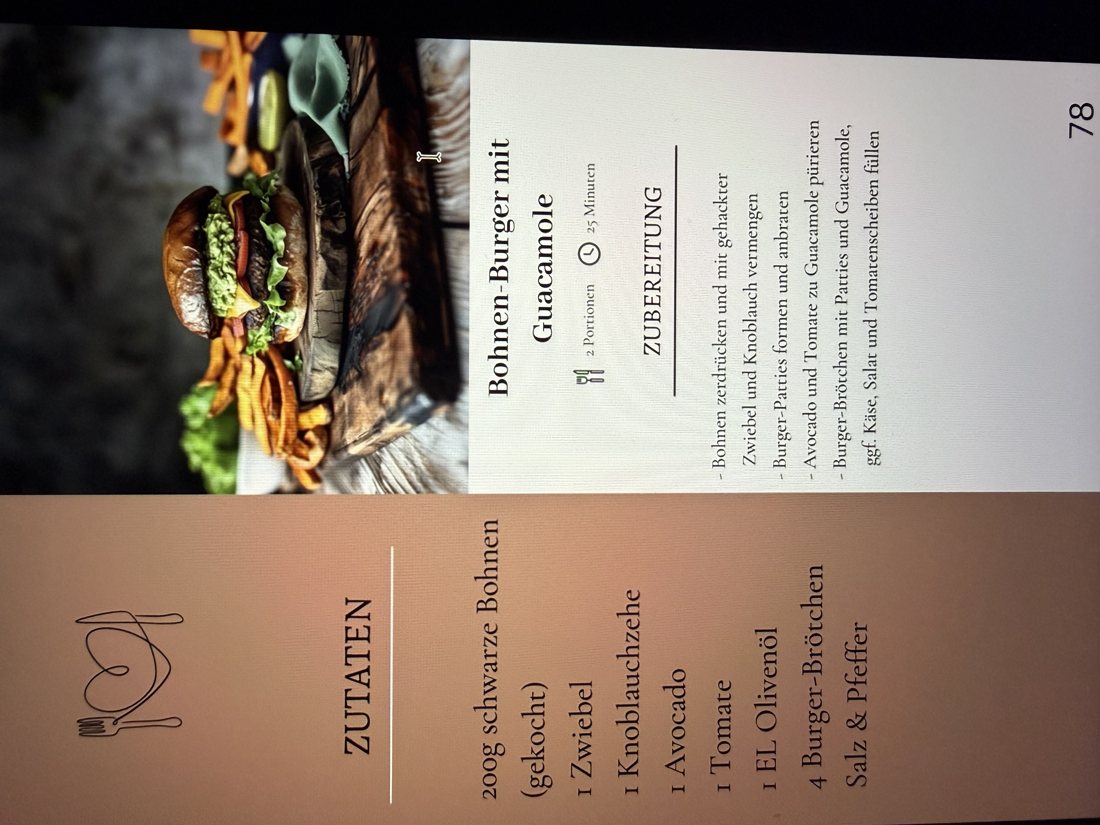 ZUTATEN
200g schwarze Bohnen
(gekocht)
1 Zwiebel
1 Knoblauchzehe
1 Avocado
1 Tomate
1 EL Olivenöl
4 Burger-Brötchen
Salz & Pfeffer
Bohnen-Burger mit
Guacamole
2 Portionen 25 Minuten
ZUBEREITUNG
- Bohnen zerdrücken und mit gehackter
Zwiebel und Knoblauch vermengen
- Burger-Patties formen und anbraten
- Avocado und Tomate zu Guacamole pürieren
- Burger-Brötchen mit Patties und Guacamole,
ggf. Käse, Salat und Tomatenscheiben füllen
78